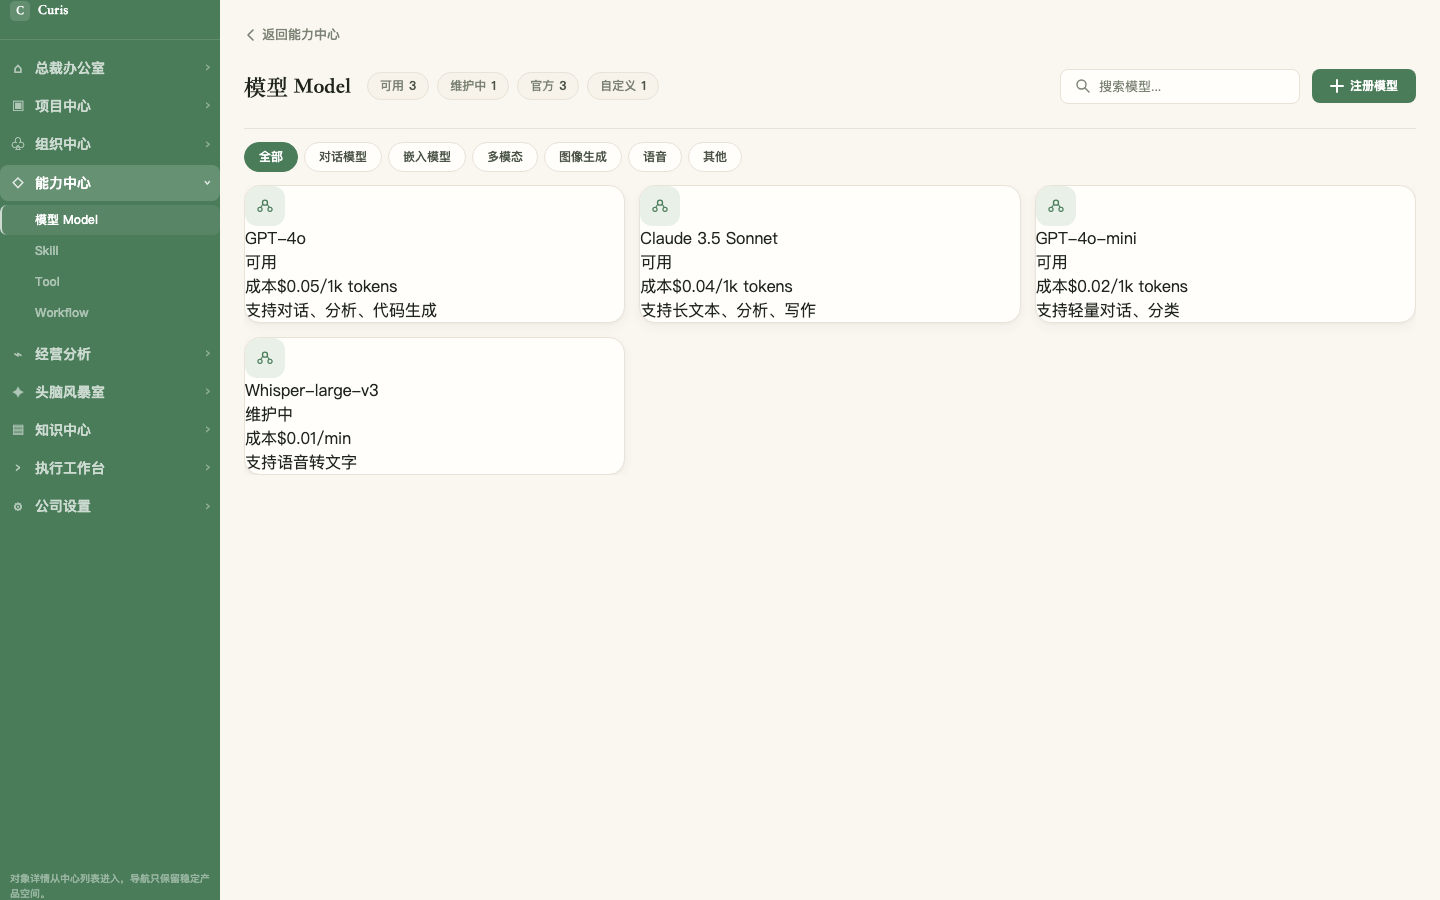 C Curis
总裁办公室
项目中心
组织中心
能力中心
模型 Model
Skill
Tool
Workflow
经营分析
头脑风暴室
知识中心
执行工作台
公司设置
对象详情从中心列表进入，导航只保留稳定产
品空间。
返回能力中心
模型 Model
可用 3
维护中 1
官方 3
自定义 1
搜索模型...
注册模型
全部
对话模型
嵌入模型
多模态
图像生成
语音
其他
GPT-4o
可用
成本$0.05/1k tokens
支持对话、分析、代码生成
Claude 3.5 Sonnet
可用
成本$0.04/1k tokens
支持长文本、分析、写作
GPT-4o-mini
可用
成本$0.02/1k tokens
支持轻量对话、分类
Whisper-large-v3
维护中
成本$0.01/min
支持语音转文字